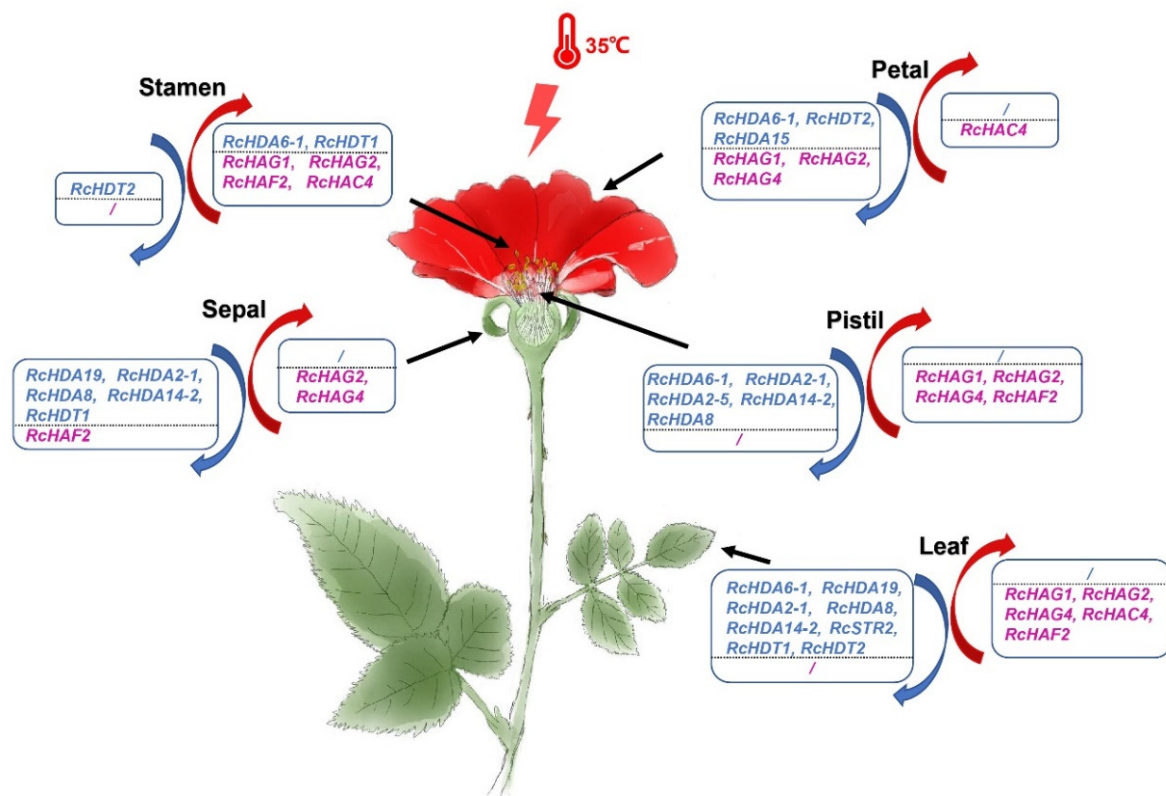 35℃
Stamen
RcHDT2
/
RcHDA6-1, RcHDT1
RcHAG1, RcHAG2,
RcHAF2, RcHAC4
Petal
RcHDA6-1, RcHDT2,
RcHDA15
RcHAG1, RcHAG2,
RcHAG4
/
RcHAC4
Sepal
RcHDA19, RcHDA2-1,
RcHDA8, RcHDA14-2,
RcHDT1
RcHAF2
/
RcHAG2,
RcHAG4
Pistil
RcHDA6-1, RcHDA2-1,
RcHDA2-5, RcHDA14-2,
RcHDA8
/
/
RcHAG1, RcHAG2,
RcHAG4, RcHAF2
Leaf
RcHDA6-1, RcHDA19,
RcHDA2-1, RcHDA8,
RcHDA14-2, RcSTR2,
RcHDT1, RcHDT2
/
/
RcHAG1, RcHAG2,
RcHAG4, RcHAC4,
RcHAF2